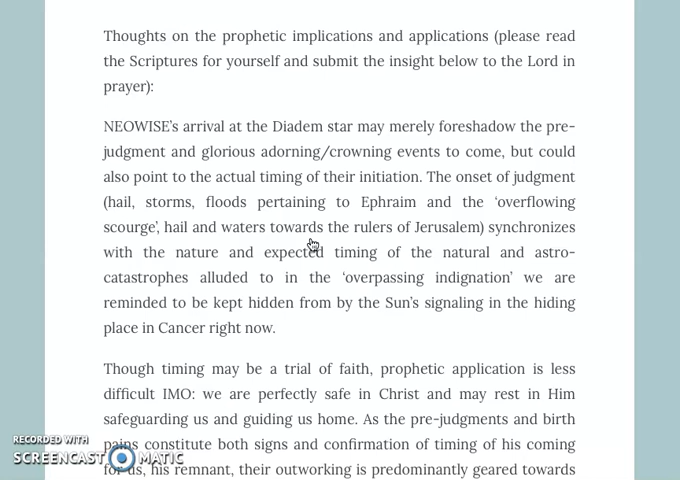 Thoughts on the prophetic implications and applications (please read
the Scriptures for yourself and submit the insight below to the Lord in
prayer):
NEOWISE's arrival at the Diadem star may merely foreshadow the pre-
judgment and glorious adorning/crowning events to come, but could
also point to the actual timing of their initiation. The onset of judgment
(hail, storms, floods pertaining to Ephraim and the 'overflowing
scourge', hail and waters towards the rulers of Jerusalem) synchronizes
with the nature and expected timing of the natural and astro-
catastrophes alluded to in the 'overpassing indignation' we are
reminded to be kept hidden from by the Sun's signaling in the hiding
place in Cancer right now.
Though timing may be a trial of faith, prophetic application is less
difficult IMO: we are perfectly safe in Christ and may rest in Him
safeguarding us and guiding us home. As the pre-judgments and birth
pains constitute both signs and confirmation of timing of his coming
for us, his remnant, their outworking is predominantly geared towards
RECORDED WITH
SCREENCAST MATIC